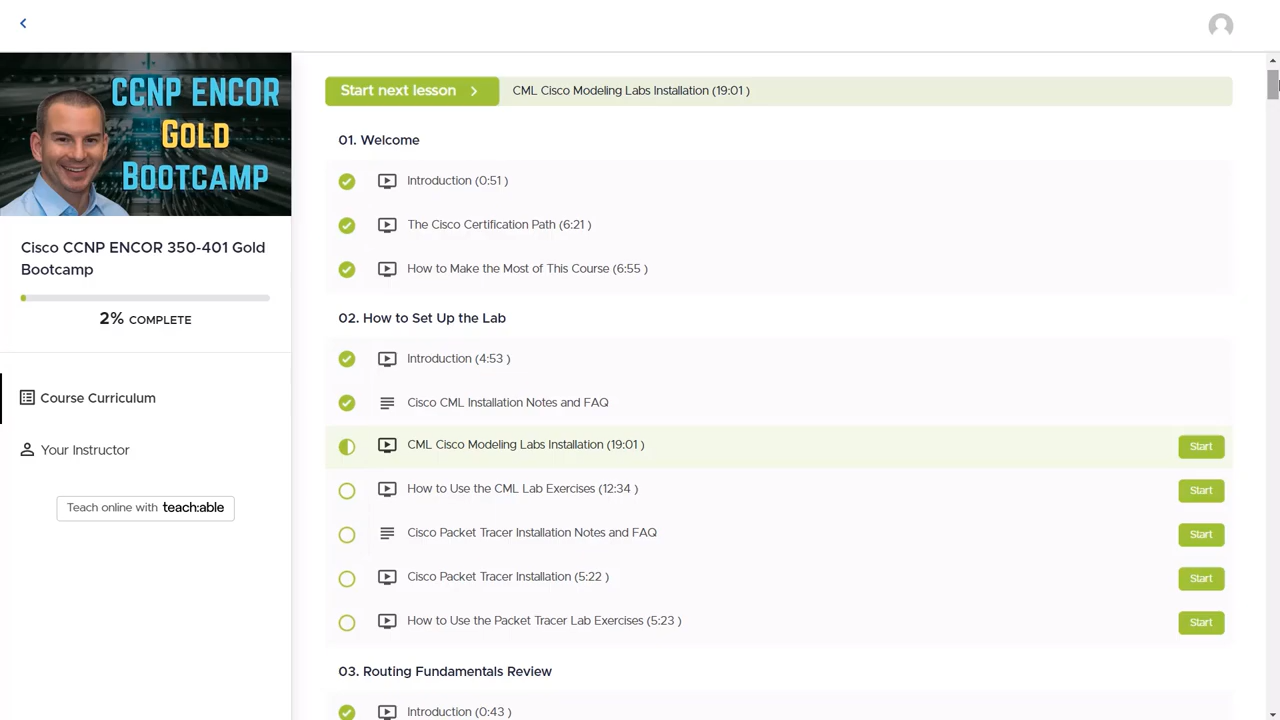 Start next lesson
CML Cisco Modeling Labs Installation (19:01 )
CCNP ENCOR
GOLD
BOOTCAMP
Cisco CCNP ENCOR 350-401 Gold
Bootcamp
2% COMPLETE
Course Curriculum
Your Instructor
Teach online with teach:able
01. Welcome
Introduction (0:51 )
The Cisco Certification Path (6:21 )
How to Make the Most of This Course (6:55 )
02. How to Set Up the Lab
Introduction (4:53 )
Cisco CML Installation Notes and FAQ
CML Cisco Modeling Labs Installation (19:01 )
Start
How to Use the CML Lab Exercises (12:34 )
Start
Cisco Packet Tracer Installation Notes and FAQ
Start
Cisco Packet Tracer Installation (5:22 )
Start
How to Use the Packet Tracer Lab Exercises (5:23 )
Start
03. Routing Fundamentals Review
Introduction (0:43 )